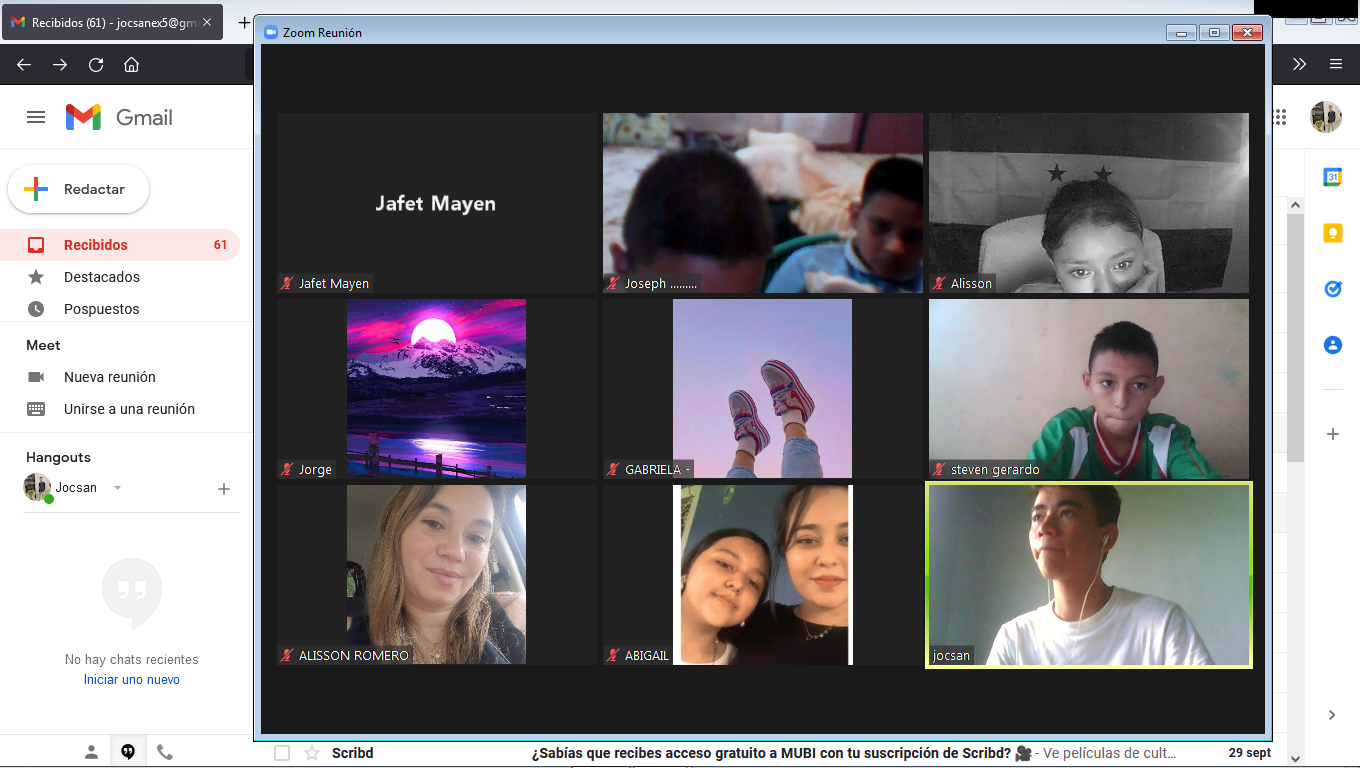 Recibidos (61) - jocsanex5@gm
Zoom Reunión
Gmail
Redactar
Recibidos 61
Destacados
Pospuestos
Meet
Nueva reunión
Unirse a una reunión
Hangouts
Jocsan
No hay chats recientes
Iniciar uno nuevo
Jafet Mayen
Jafet Mayen
Joseph .........
Alisson
Jorge
GABRIELA -
steven gerardo
ALISSON ROMERO
ABIGAIL
jocsan
31
Scribd ¿Sabías que recibes acceso gratuito a MUBI con tu suscripción de Scribd? 🎥 - Ve películas de cult… 29 sept